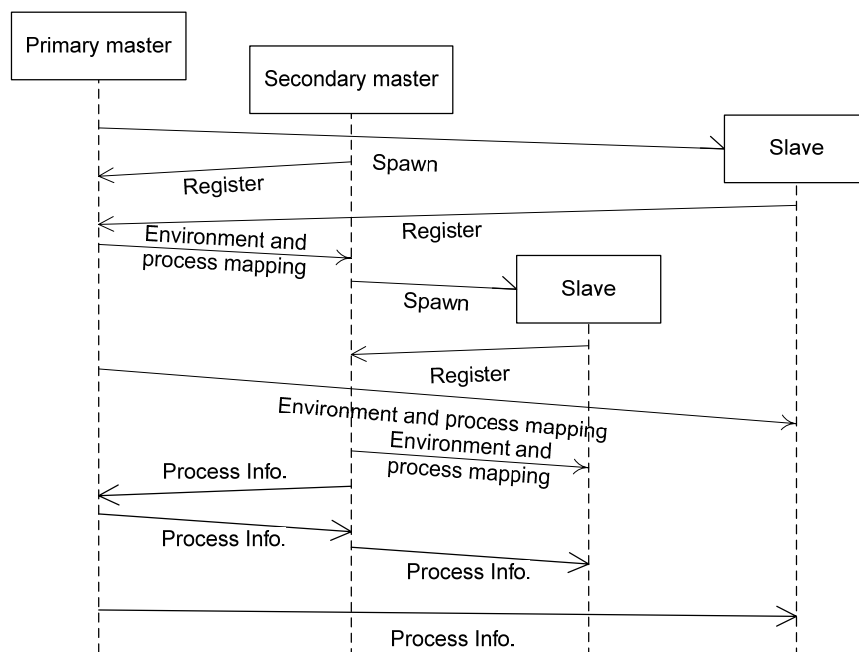 Primary master
Secondary master
Slave
Spawn
Register
Register
Environment and
process mapping
Slave
Spawn
Register
Environment and process mapping
Environment and
process mapping
Process Info.
Process Info.
Process Info.
Process Info.